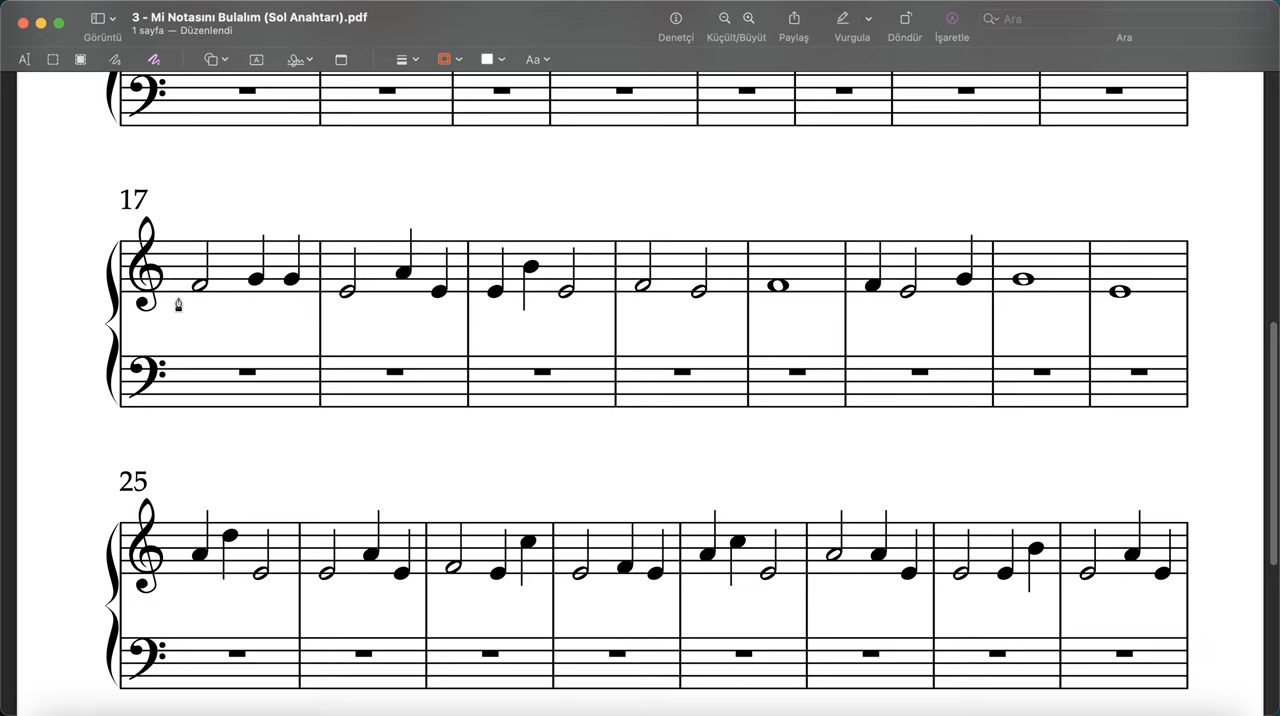 3 - Mi Notasını Bulalım (Sol Anahtarı).pdf
1 sayfa — Düzenlendi
Görüntü
Denetçi
Küçült/Büyüt
Paylaş
Vurgula
Döndür
İşaretle
Ara
Ara
A
Aa
17
25